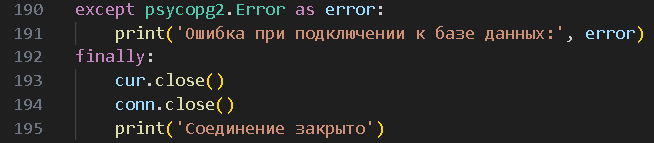 190 except psycopg2.Error as error:
191     print('Ошибка при подключении к базе данных:', error)
192 finally:
193     cur.close()
194     conn.close()
195     print('Соединение закрыто')